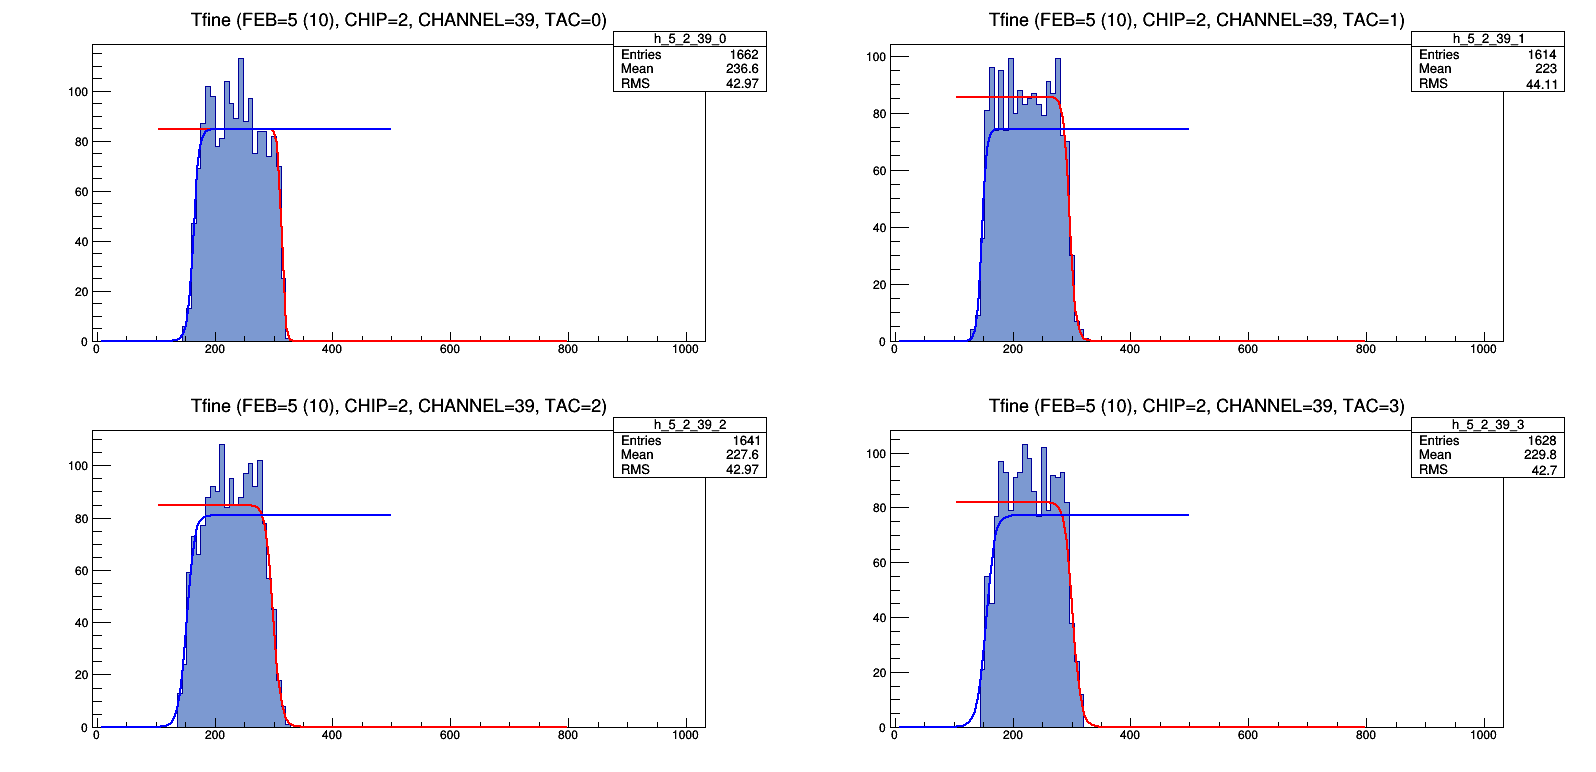 Tfine (FEB=5 (10), CHIP=2, CHANNEL=39, TAC=0)
h_5_2_39_0
Entries 1662
Mean 236.6
RMS 42.97
100
80
60
40
20
0
0 200 400 600 800 1000
Tfine (FEB=5 (10), CHIP=2, CHANNEL=39, TAC=1)
h_5_2_39_1
Entries 1614
Mean 223
RMS 44.11
100
80
60
40
20
0
0 200 400 600 800 1000
Tfine (FEB=5 (10), CHIP=2, CHANNEL=39, TAC=2)
h_5_2_39_2
Entries 1641
Mean 227.6
RMS 42.97
100
80
60
40
20
0
0 200 400 600 800 1000
Tfine (FEB=5 (10), CHIP=2, CHANNEL=39, TAC=3)
h_5_2_39_3
Entries 1628
Mean 229.8
RMS 42.7
100
80
60
40
20
0
0 200 400 600 800 1000